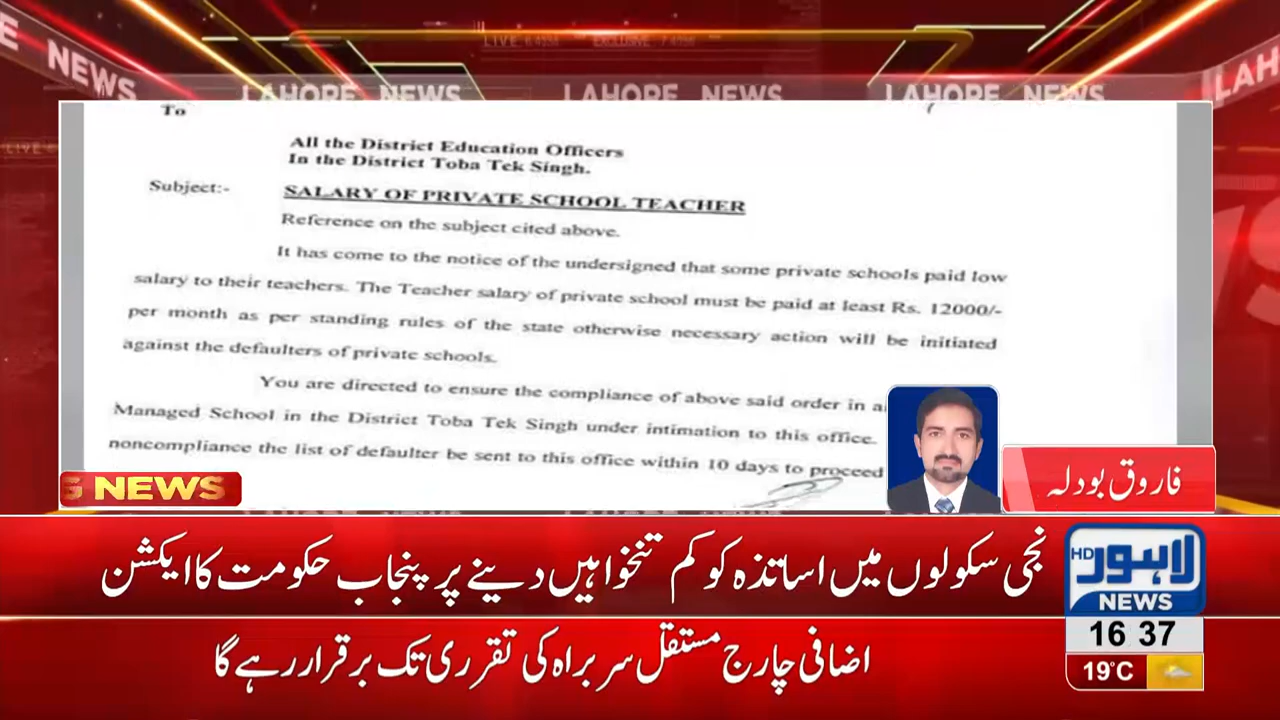 NEWS
LAHORE NEWS
LAHORE NEWS
LAHORE NEWS
To
All the District Education Officers
In the District Toba Tek Singh.
Subject:- SALARY OF PRIVATE SCHOOL TEACHER
Reference on the subject cited above.
It has come to the notice of the undersigned that some private schools paid low
salary to their teachers. The Teacher salary of private school must be paid at least Rs. 12000/-
per month as per standing rules of the state otherwise necessary action will be initiated
against the defaulters of private schools.
You are directed to ensure the compliance of above said order in
Managed School in the District Toba Tek Singh under intimation to this office.
noncompliance the list of defaulter be sent to this office within 10 days to proceed
فاروق بودلہ
NEWS
نجی سکولوں میں اساتذہ کو کم تنخواہیں دینے پر پنجاب حکومت کا ایکشن
HD لاہور
NEWS
16 37
اضافی چارج مستقل سربراہ کی تقرری تک برقرار رہے گا
19°C